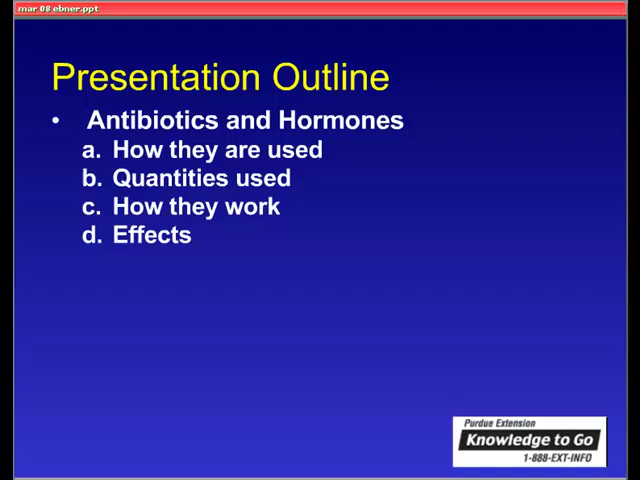 mar 08 ebner.ppt
Presentation Outline
• Antibiotics and Hormones
a. How they are used
b. Quantities used
c. How they work
d. Effects
Purdue Extension
Knowledge to Go
1-888-EXT-INFO